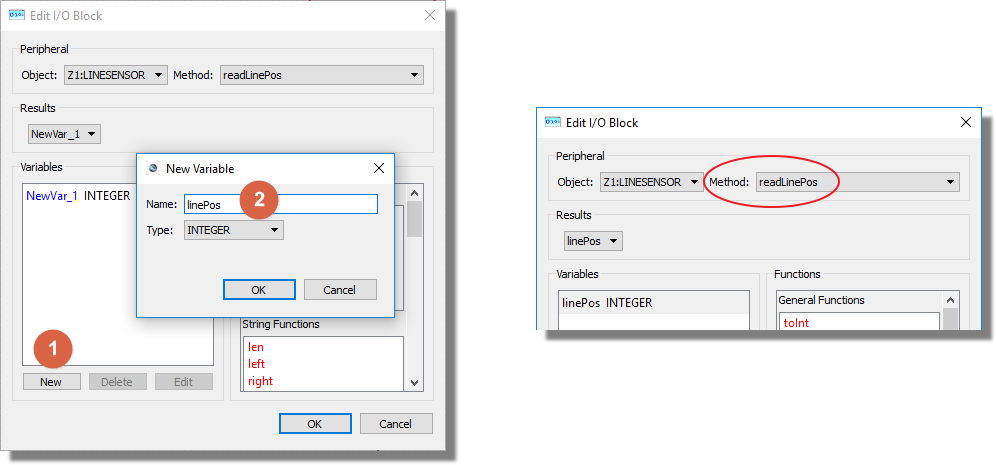 Edit I/O Block
Peripheral
Object: Z1:LINESENSOR Method: readLinePos
Results
NewVar_1
Variables
NewVar_1 INTEGER
New Variable
Name: linePos
2
Type: INTEGER
OK Cancel
String Functions
len
left
right
1
New Delete Edit
OK Cancel
Edit I/O Block
Peripheral
Object: Z1:LINESENSOR Method: readLinePos
Results
linePos
Variables
linePos INTEGER
Functions
General Functions
toInt